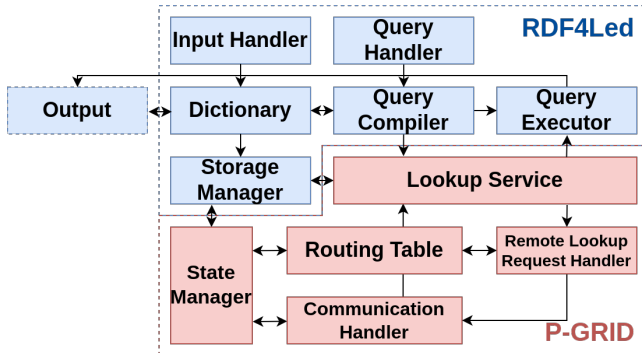 RDF4Led
Input Handler
Query
Handler
Output
Dictionary
Query
Compiler
Query
Executor
Storage
Manager
Lookup Service
State
Manager
Routing Table
Remote Lookup
Request Handler
Communication
Handler
P-GRID